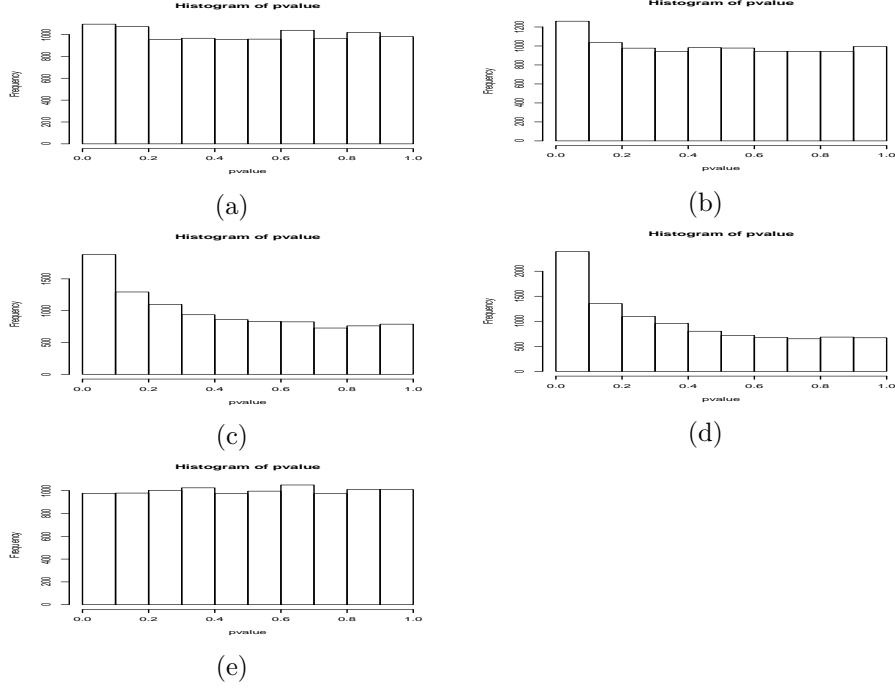 Histogram of pvalue
Frequency
0 200 400 600 800 1000
0.0 0.2 0.4 0.6 0.8 1.0
pvalue
(a)
Histogram of pvalue
Frequency
0 200 400 600 800 1000 1200
0.0 0.2 0.4 0.6 0.8 1.0
pvalue
(b)
Histogram of pvalue
Frequency
0 500 1000 1500
0.0 0.2 0.4 0.6 0.8 1.0
pvalue
(c)
Histogram of pvalue
Frequency
0 500 1000 1500 2000
0.0 0.2 0.4 0.6 0.8 1.0
pvalue
(d)
Histogram of pvalue
Frequency
0 200 400 600 800 1000
0.0 0.2 0.4 0.6 0.8 1.0
pvalue
(e)